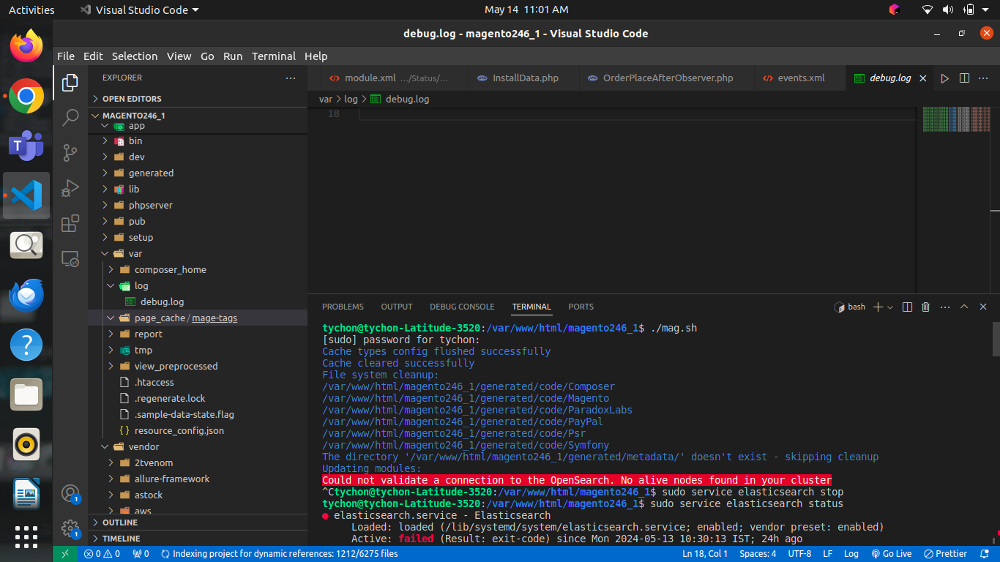 Activities
Visual Studio Code
May 14 11:01 AM
debug.log - magento246_1 - Visual Studio Code
File Edit Selection View Go Run Terminal Help
EXPLORER
OPEN EDITORS
MAGENTO246_1
app
bin
dev
generated
lib
phpserver
pub
setup
var
composer_home
log
debug.log
page_cache / mage-tags
report
tmp
view_preprocessed
.htaccess
.regenerate.lock
.sample-data-state.flag
resource_config.json
vendor
2tvenom
allure-framework
astock
aws
OUTLINE
TIMELINE
module.xml .../Status/...
InstallData.php
OrderPlaceAfterObserver.php
events.xml
debug.log
var > log > debug.log
18
PROBLEMS OUTPUT DEBUG CONSOLE TERMINAL PORTS
bash
tychon@tychon-Latitude-3520:/var/www/html/magento246_1$ ./mag.sh
[sudo] password for tychon:
Cache types config flushed successfully
Cache cleared successfully
File system cleanup:
/var/www/html/magento246_1/generated/code/Composer
/var/www/html/magento246_1/generated/code/Magento
/var/www/html/magento246_1/generated/code/ParadoxLabs
/var/www/html/magento246_1/generated/code/PayPal
/var/www/html/magento246_1/generated/code/Psr
/var/www/html/magento246_1/generated/code/Symfony
The directory '/var/www/html/magento246_1/generated/metadata/' doesn't exist - skipping cleanup
Updating modules:
Could not validate a connection to the OpenSearch. No alive nodes found in your cluster
^Ctychon@tychon-Latitude-3520:/var/www/html/magento246_1$ sudo service elasticsearch stop
tychon@tychon-Latitude-3520:/var/www/html/magento246_1$ sudo service elasticsearch status
● elasticsearch.service - Elasticsearch
Loaded: loaded (/lib/systemd/system/elasticsearch.service; enabled; vendor preset: enabled)
Active: failed (Result: exit-code) since Mon 2024-05-13 10:30:13 IST; 24h ago
1
1
0 0 0 Indexing project for dynamic references: 1212/6275 files
Ln 18, Col 1 Spaces: 4 UTF-8 LF Log Go Live Prettier